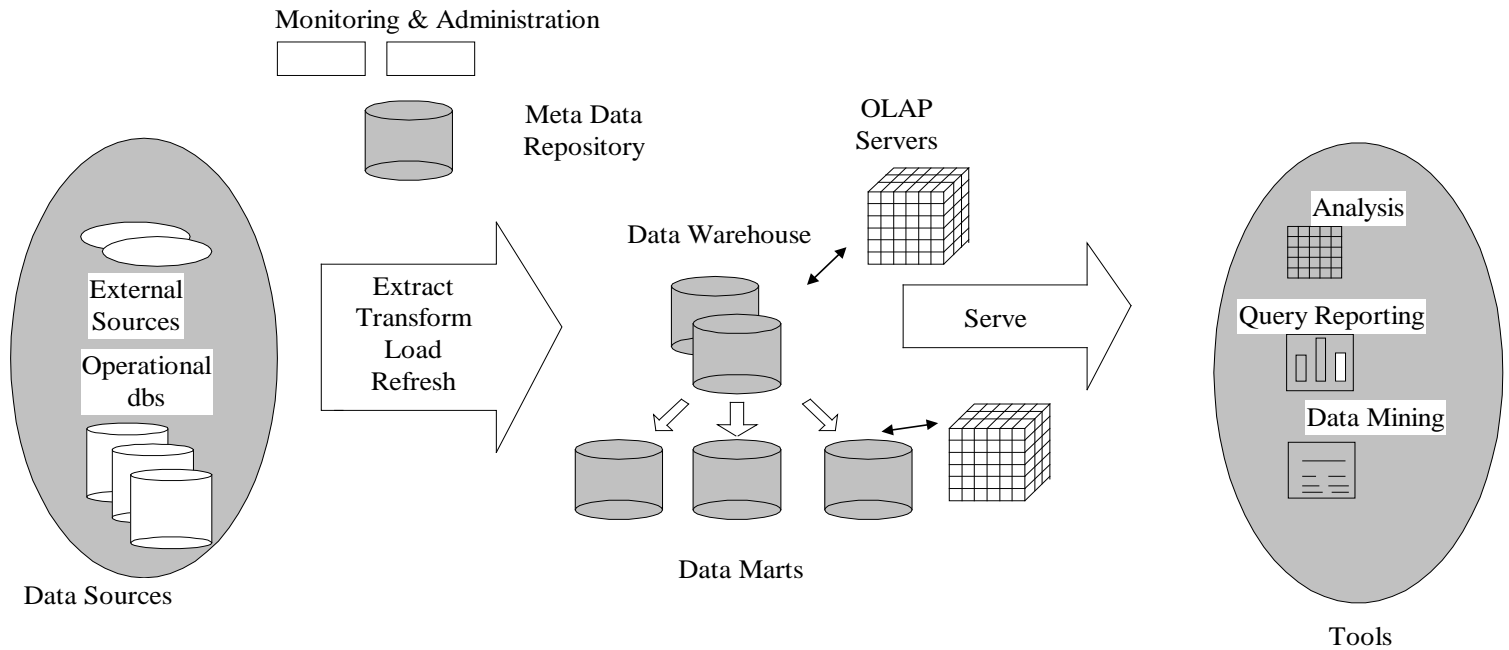 Monitoring & Administration
Meta Data
Repository
OLAP
Servers
Data Warehouse
External
Sources
Operational
dbs
Data Sources
Extract
Transform
Load
Refresh
Serve
Data Marts
Analysis
Query Reporting
Data Mining
Tools